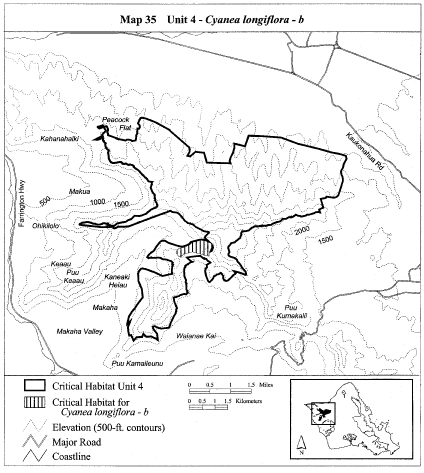 Map 35 Unit 4 - Cyanea longiflora - b
Peacock
Flat
Kahanahaiki
Kaukonahua Rd
Makua
500
1000
1500
Farrington Hwy
Ohikilolo
2000
1500
Keaau
Puu
Keaau
Kaneaki
Heiau
Makaha
Puu
Kumakalii
Makaha Valley
Waianae Kai
Puu Kamaileunu
Critical Habitat Unit 4
Critical Habitat for
Cyanea longiflora - b
Elevation (500-ft. contours)
Major Road
Coastline
0 0.5 1 1.5 Miles
0 0.5 1 1.5 Kilometers
N